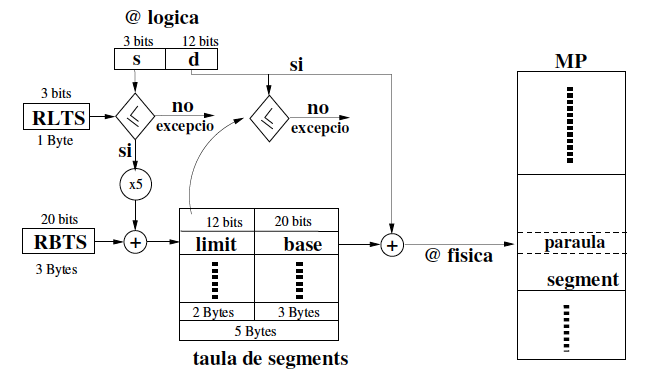 @ logica
3 bits 12 bits
s d
si
MP
3 bits
RLTS
1 Byte
≤
no
excepcio
≤
no
excepcio
si
x5
20 bits
RBTS
3 Bytes
+
12 bits 20 bits
limit base
2 Bytes 3 Bytes
5 Bytes
taula de segments
+
@ fisica
paraula
segment